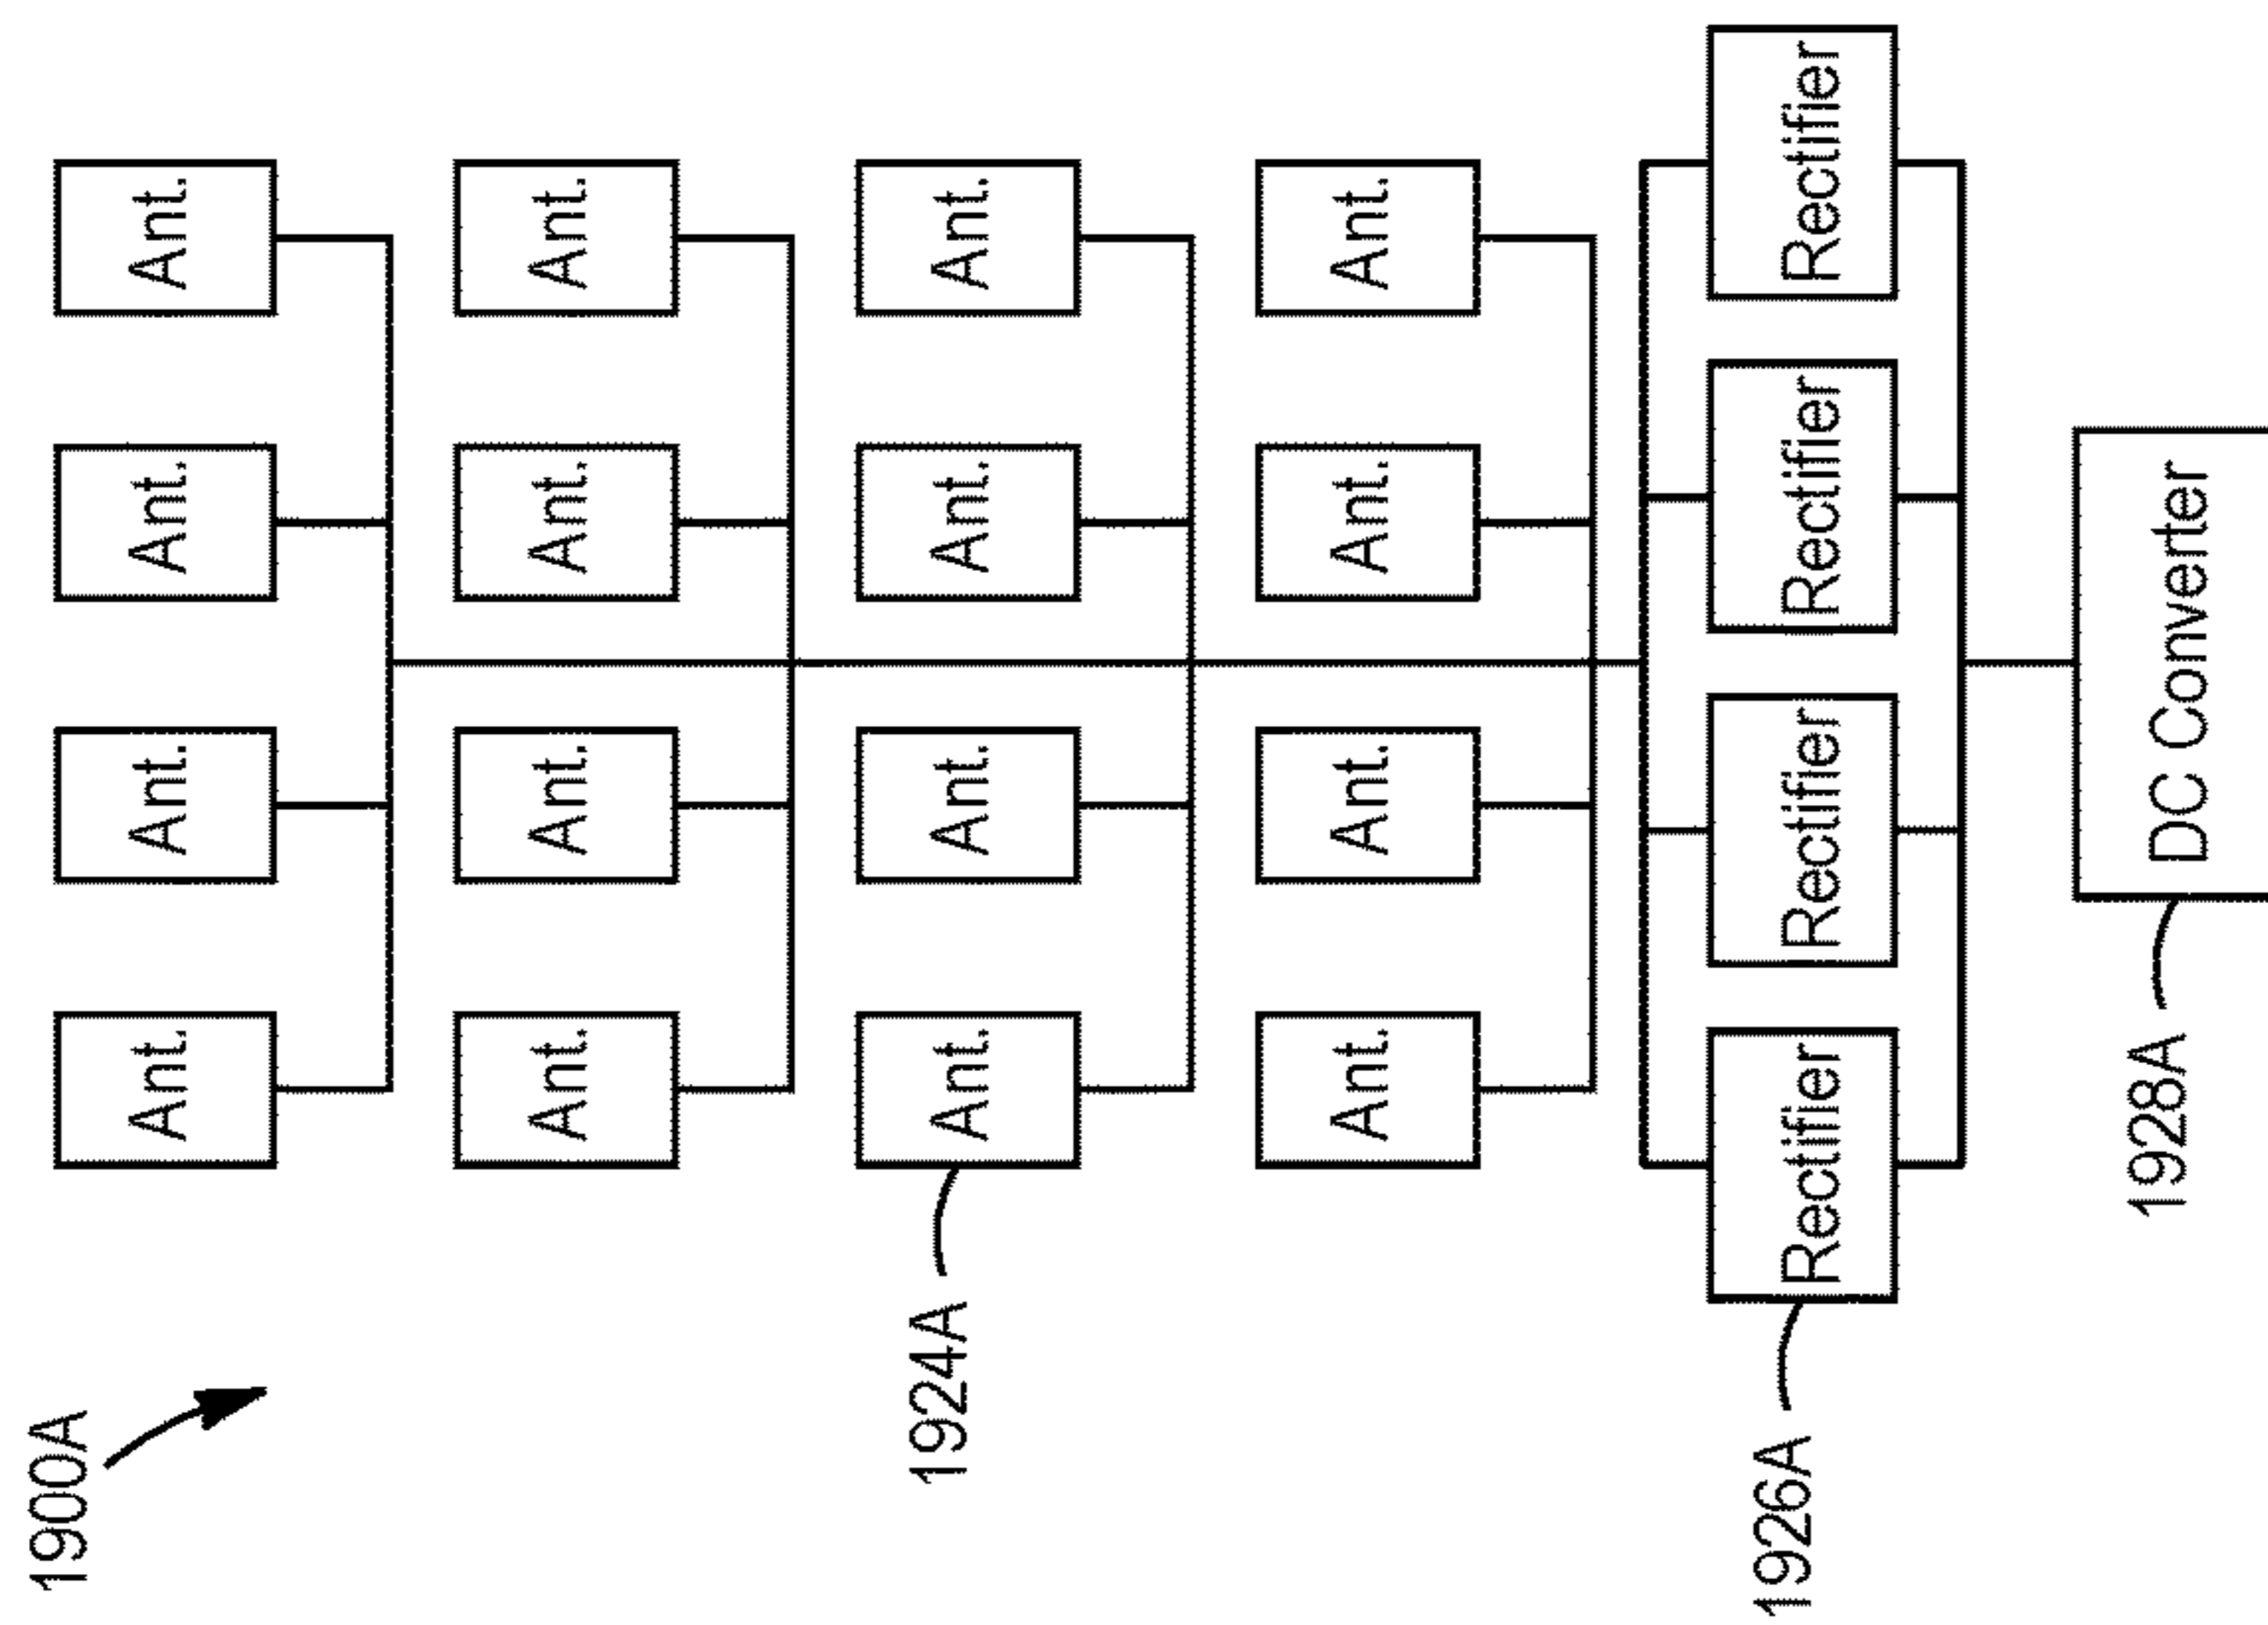 1900A
Ant. Ant. Ant. Ant.
Ant. Ant. Ant. Ant.
1924A
Ant. Ant. Ant. Ant.
Ant. Ant. Ant. Ant.
1926A
Rectifier Rectifier Rectifier Rectifier
1928A
DC Converter